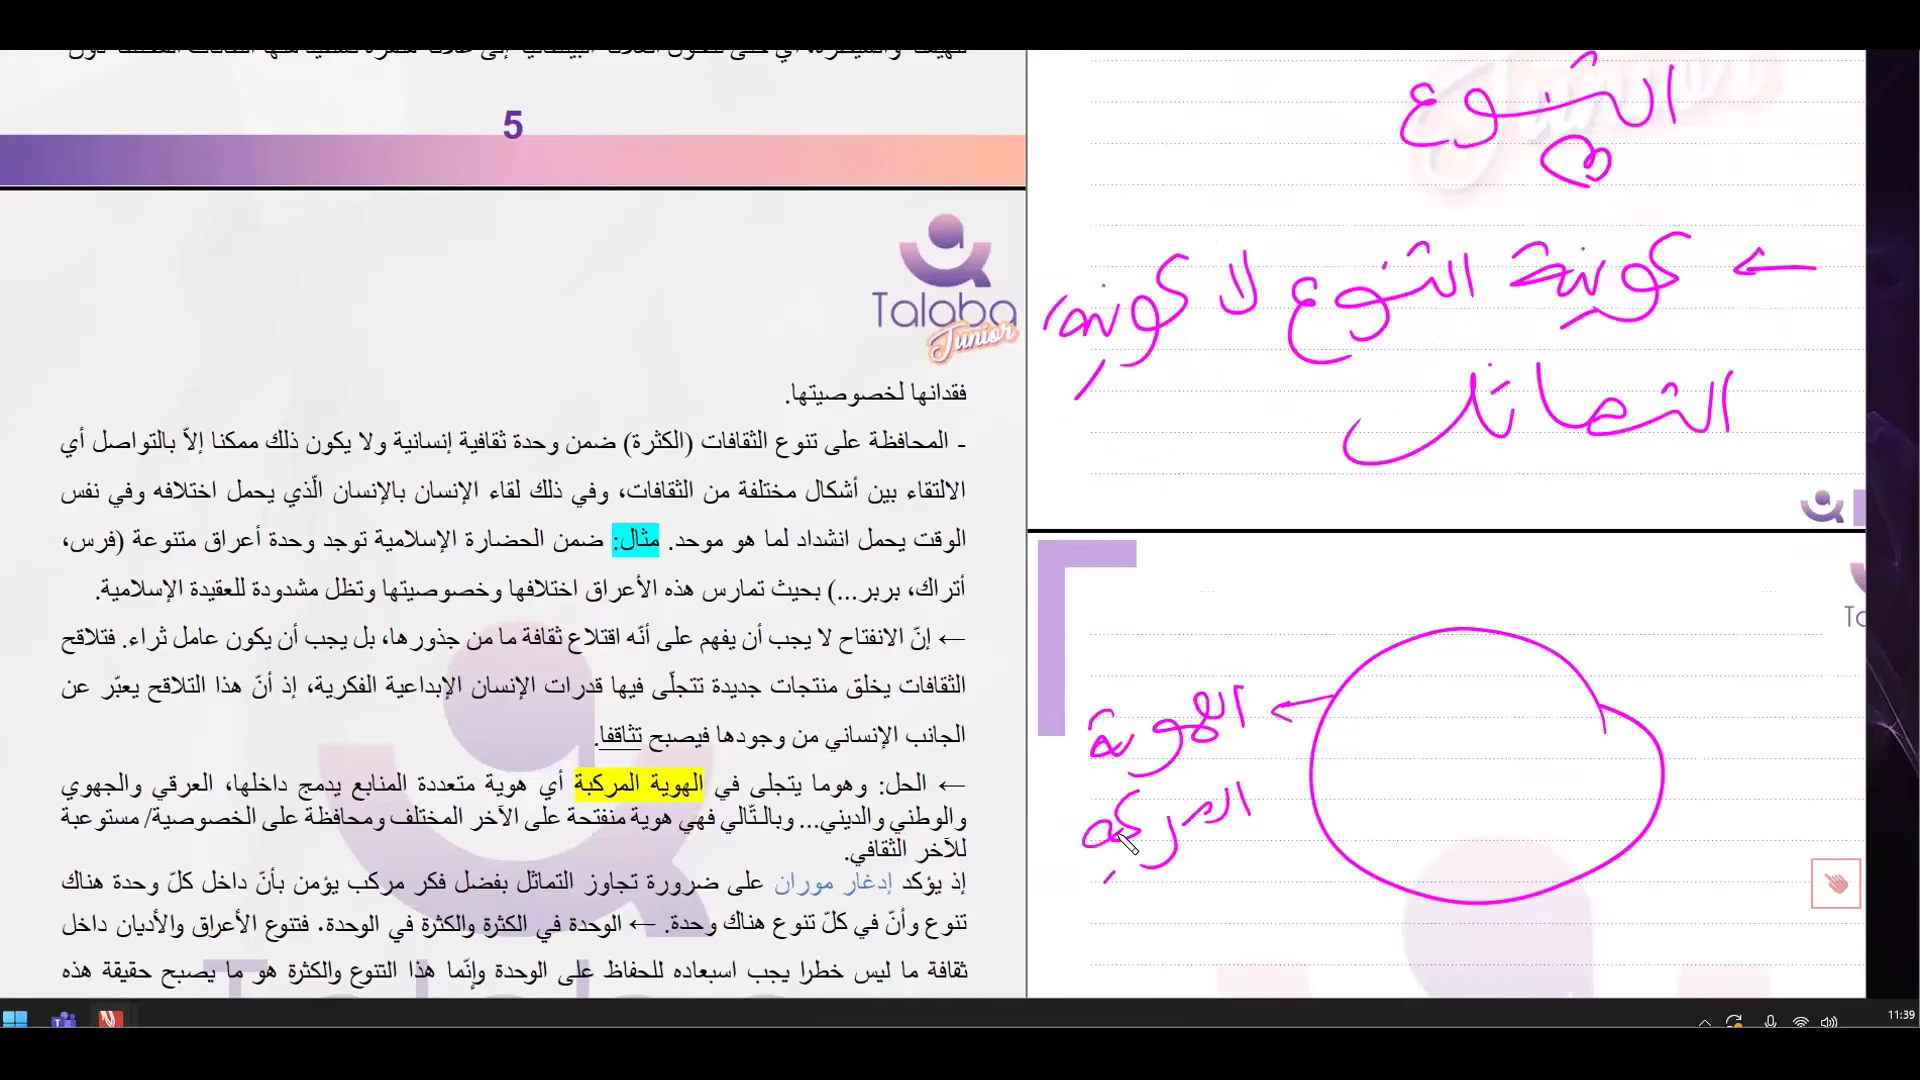 5
Talaba
Junior
فقدانها لخصوصيتها.
- المحافظة على تنوع الثقافات (الكثرة) ضمن وحدة ثقافية إنسانية ولا يكون ذلك ممكنا إلاّ بالتواصل أي
الالتقاء بين أشكال مختلفة من الثقافات، وفي ذلك لقاء الإنسان بالإنسان الّذي يحمل اختلافه وفي نفس
الوقت يحمل انشداد لما هو موحد. مثال: ضمن الحضارة الإسلامية توجد وحدة أعراق متنوعة (فرس،
أتراك، بربر...) بحيث تمارس هذه الأعراق اختلافها وخصوصيتها وتظل مشدودة للعقيدة الإسلامية.
← إنّ الانفتاح لا يجب أن يفهم على أنّه اقتلاع ثقافة ما من جذورها، بل يجب أن يكون عامل ثراء. فتلاقح
الثقافات يخلق منتجات جديدة تتجلّى فيها قدرات الإنسان الإبداعية الفكرية، إذ أنّ هذا التلاقح يعبّر عن
الجانب الإنساني من وجودها فيصبح تثاقفا.
← الحل: وهوما يتجلى في الهوية المركبة أي هوية متعددة المنابع يدمج داخلها، العرقي والجهوي
والوطني والديني... وبالتّالي فهي هوية منفتحة على الآخر المختلف ومحافظة على الخصوصية/ مستوعبة
للآخر الثقافي.
إذ يؤكد إدغار موران على ضرورة تجاوز التماثل بفضل فكر مركب يؤمن بأنّ داخل كلّ وحدة هناك
تنوع وأنّ في كلّ تنوع هناك وحدة. ← الوحدة في الكثرة والكثرة في الوحدة. فتنوع الأعراق والأديان داخل
ثقافة ما ليس خطرا يجب اسبعاده للحفاظ على الوحدة وإنّما هذا التنوع والكثرة هو ما يصبح حقيقة هذه
التنوع
← كونية التنوع لا كونية
التماثل
الهوية
المركبة
11:39